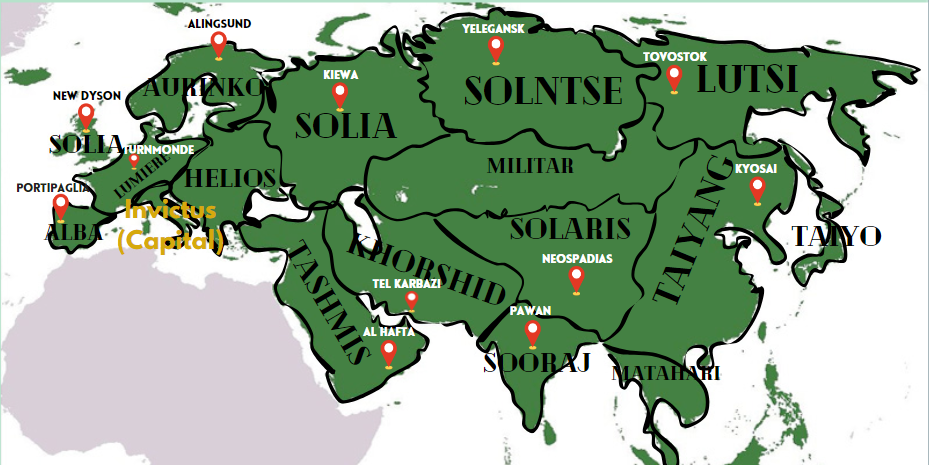 ALINGSUND
YELEGANSK
TOVOSTOK
KIEWA
LUTSI
AURINKO
SOLNTSE
NEW DYSON
SOLIA
SOLIA
TURNMONDE
MILITAR
LUMIERE
KYOSAI
HELIOS
PORTIPAGLIA
Invictus
(Capital)
ALBA
SOLARIS
TAIYANG
TAIYO
KHORSHID
NEOSPADIAS
TASHMIS
TEL KARBAZI
PAWAN
AL HAFTA
SOORAJ
MATAHARI